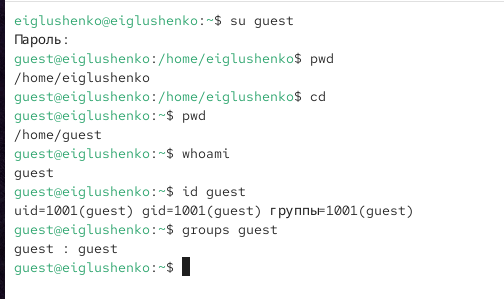 eiglushenko@eiglushenko:~$ su guest
Пароль:
guest@eiglushenko:/home/eiglushenko$ pwd
/home/eiglushenko
guest@eiglushenko:/home/eiglushenko$ cd
guest@eiglushenko:~$ pwd
/home/guest
guest@eiglushenko:~$ whoami
guest
guest@eiglushenko:~$ id guest
uid=1001(guest) gid=1001(guest) группы=1001(guest)
guest@eiglushenko:~$ groups guest
guest : guest
guest@eiglushenko:~$